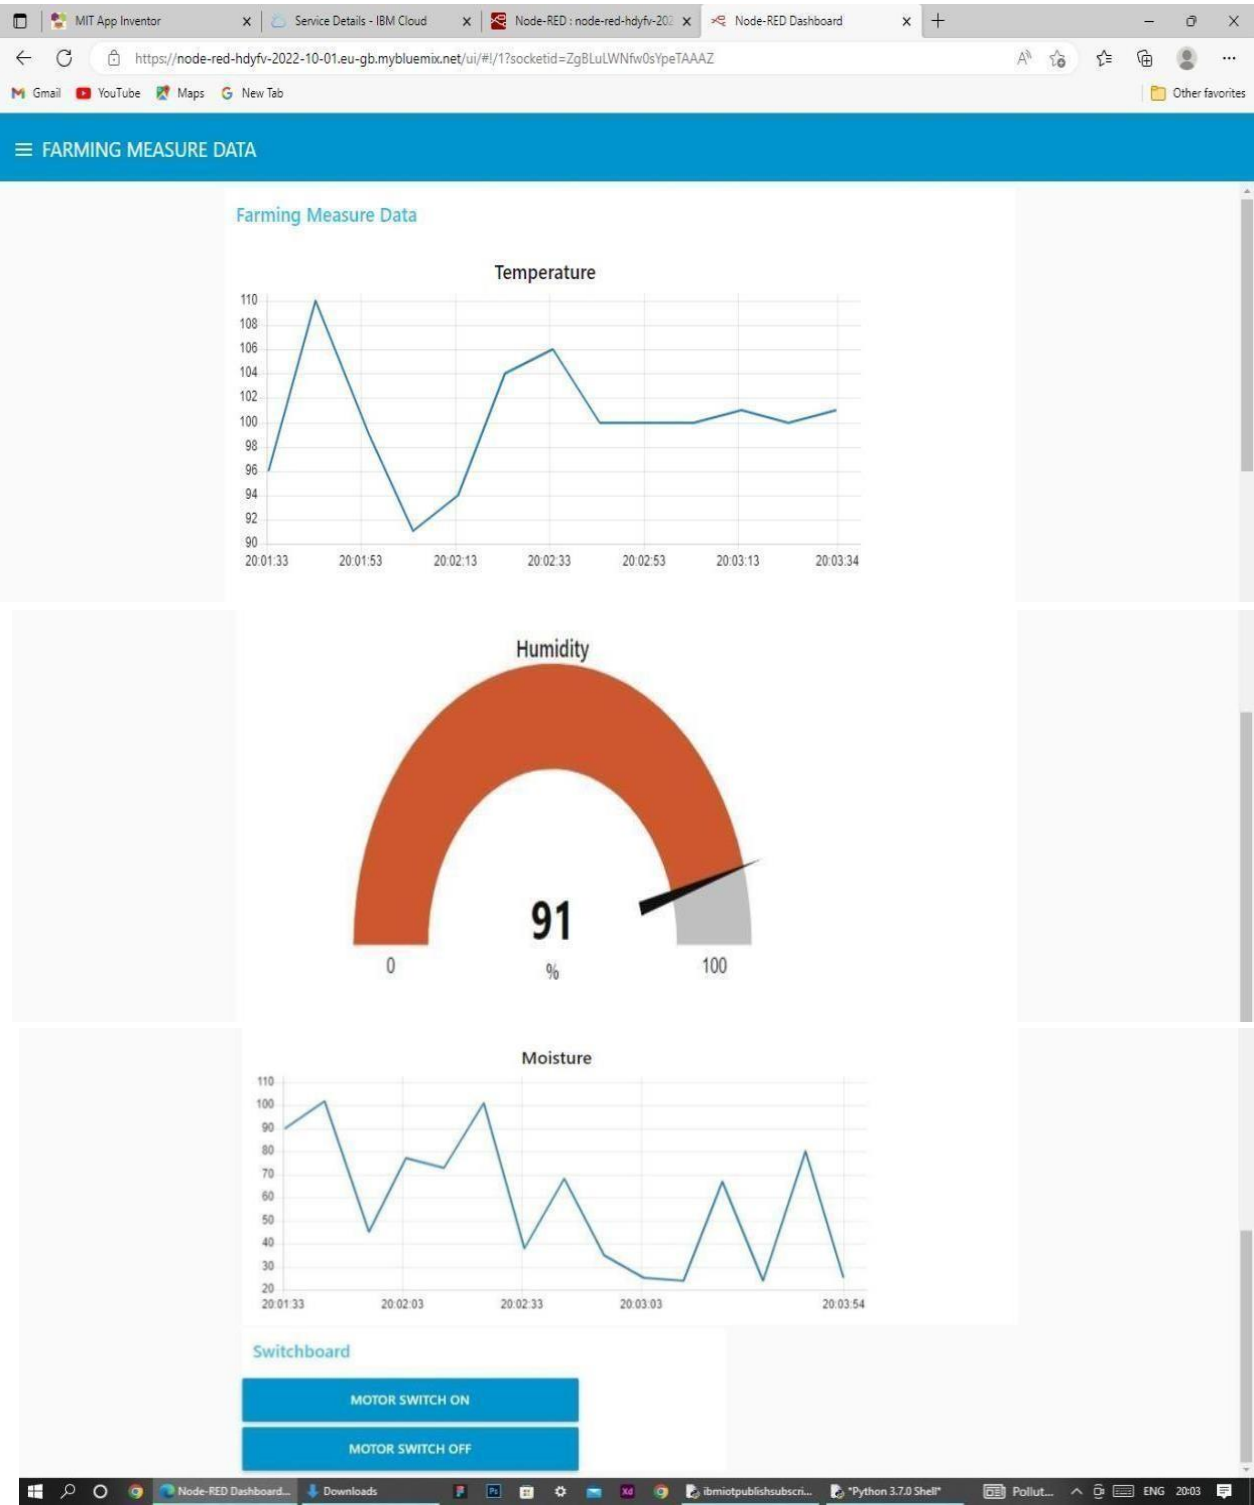 MIT App Inventor Service Details - IBM Cloud Node-RED : node-red-hdyfv-202 Node-RED Dashboard
https://node-red-hdyfv-2022-10-01.eu-gb.mybluemix.net/ui/#!/1?socketid=ZgBLuLWNfw0sYpeTAAAZ
Gmail YouTube Maps New Tab Other favorites
FARMING MEASURE DATA
Farming Measure Data
Temperature
110
108
106
104
102
100
98
96
94
92
90
20:01:33 20:01:53 20:02:13 20:02:33 20:02:53 20:03:13 20:03:34
Humidity
91
0 % 100
Moisture
110
100
90
80
70
60
50
40
30
20
20:01:33 20:02:03 20:02:33 20:03:03 20:03:54
Switchboard
MOTOR SWITCH ON
MOTOR SWITCH OFF
Node-RED Dashboard... Downloads Ps Xd ibmiotpublishsubscri... *Python 3.7.0 Shell* Pollut... ENG 20:03